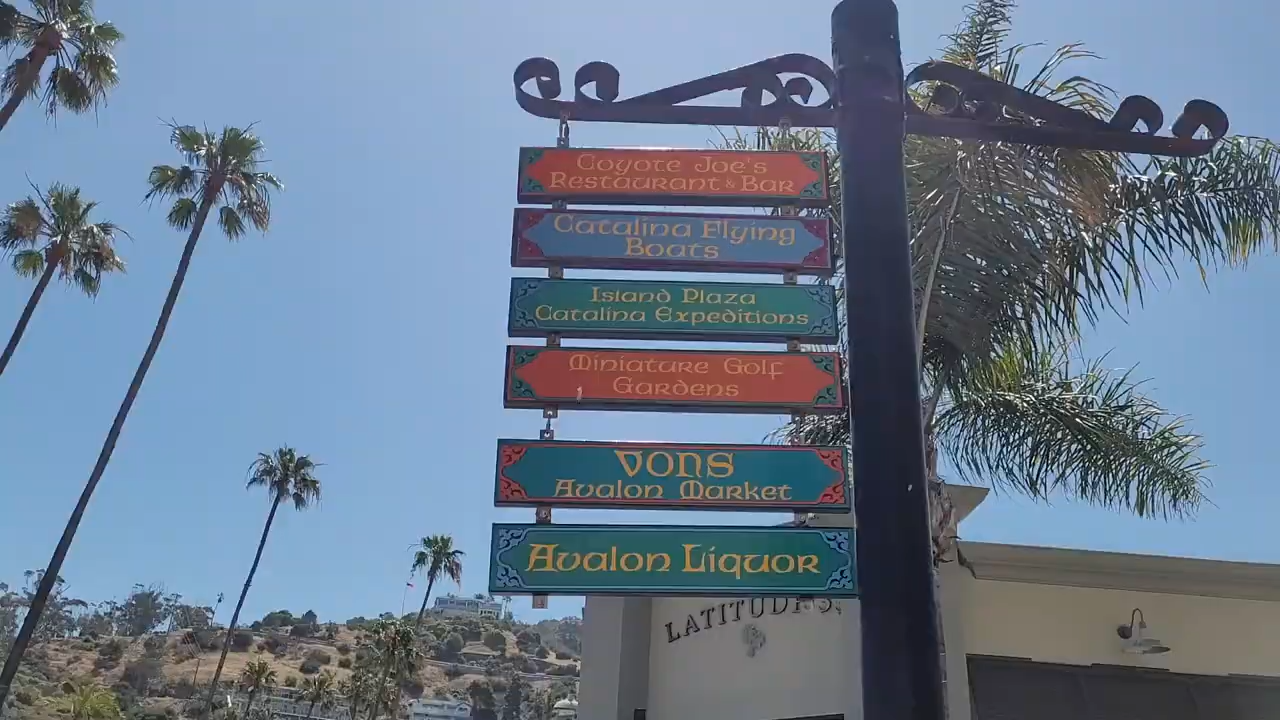 Coyote Joe's
Restaurant & Bar
Catalina Flying
Boats
Island Plaza
Catalina Expeditions
Miniature Golf
Gardens
VONS
Avalon Market
Avalon Liquor
LATITUDES